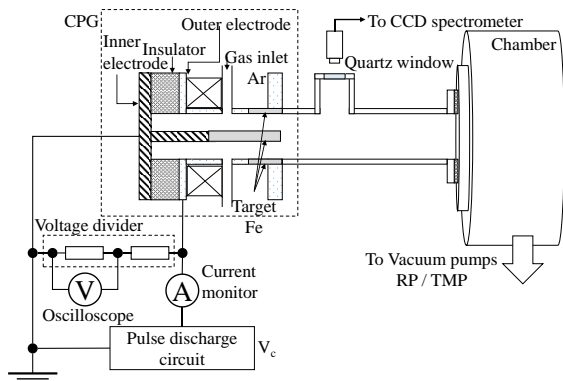 CPG
Outer electrode
To CCD spectrometer
Inner
electrode
Insulator
Gas inlet
Ar
Quartz window
Chamber
Target
Fe
Voltage divider
V
Oscilloscope
A
Current
monitor
To Vacuum pumps
RP / TMP
Pulse discharge
circuit
Vc